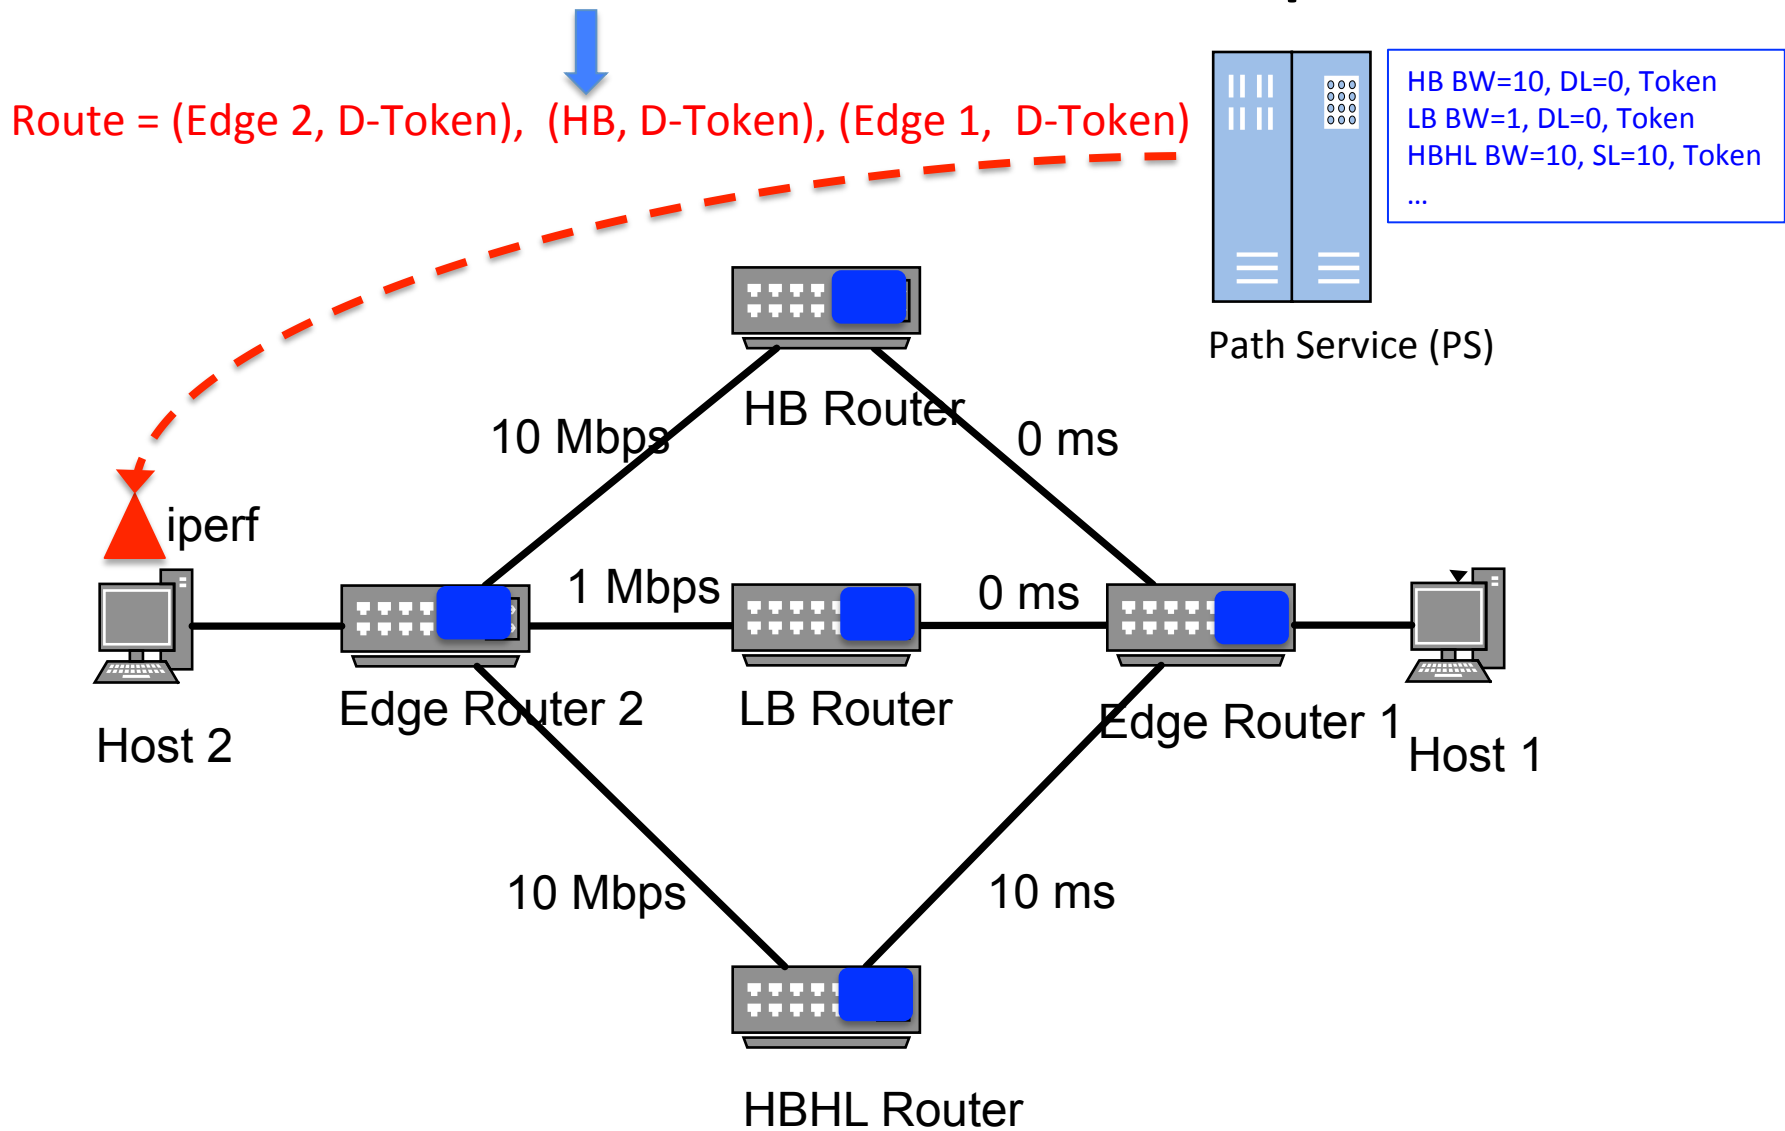 Route = (Edge 2, D-Token), (HB, D-Token), (Edge 1, D-Token)
HB BW=10, DL=0, Token
LB BW=1, DL=0, Token
HBHL BW=10, SL=10, Token
...
Path Service (PS)
HB Router
10 Mbps
0 ms
iperf
1 Mbps
0 ms
Edge Router 2
LB Router
Edge Router 1
Host 2
Host 1
10 Mbps
10 ms
HBHL Router